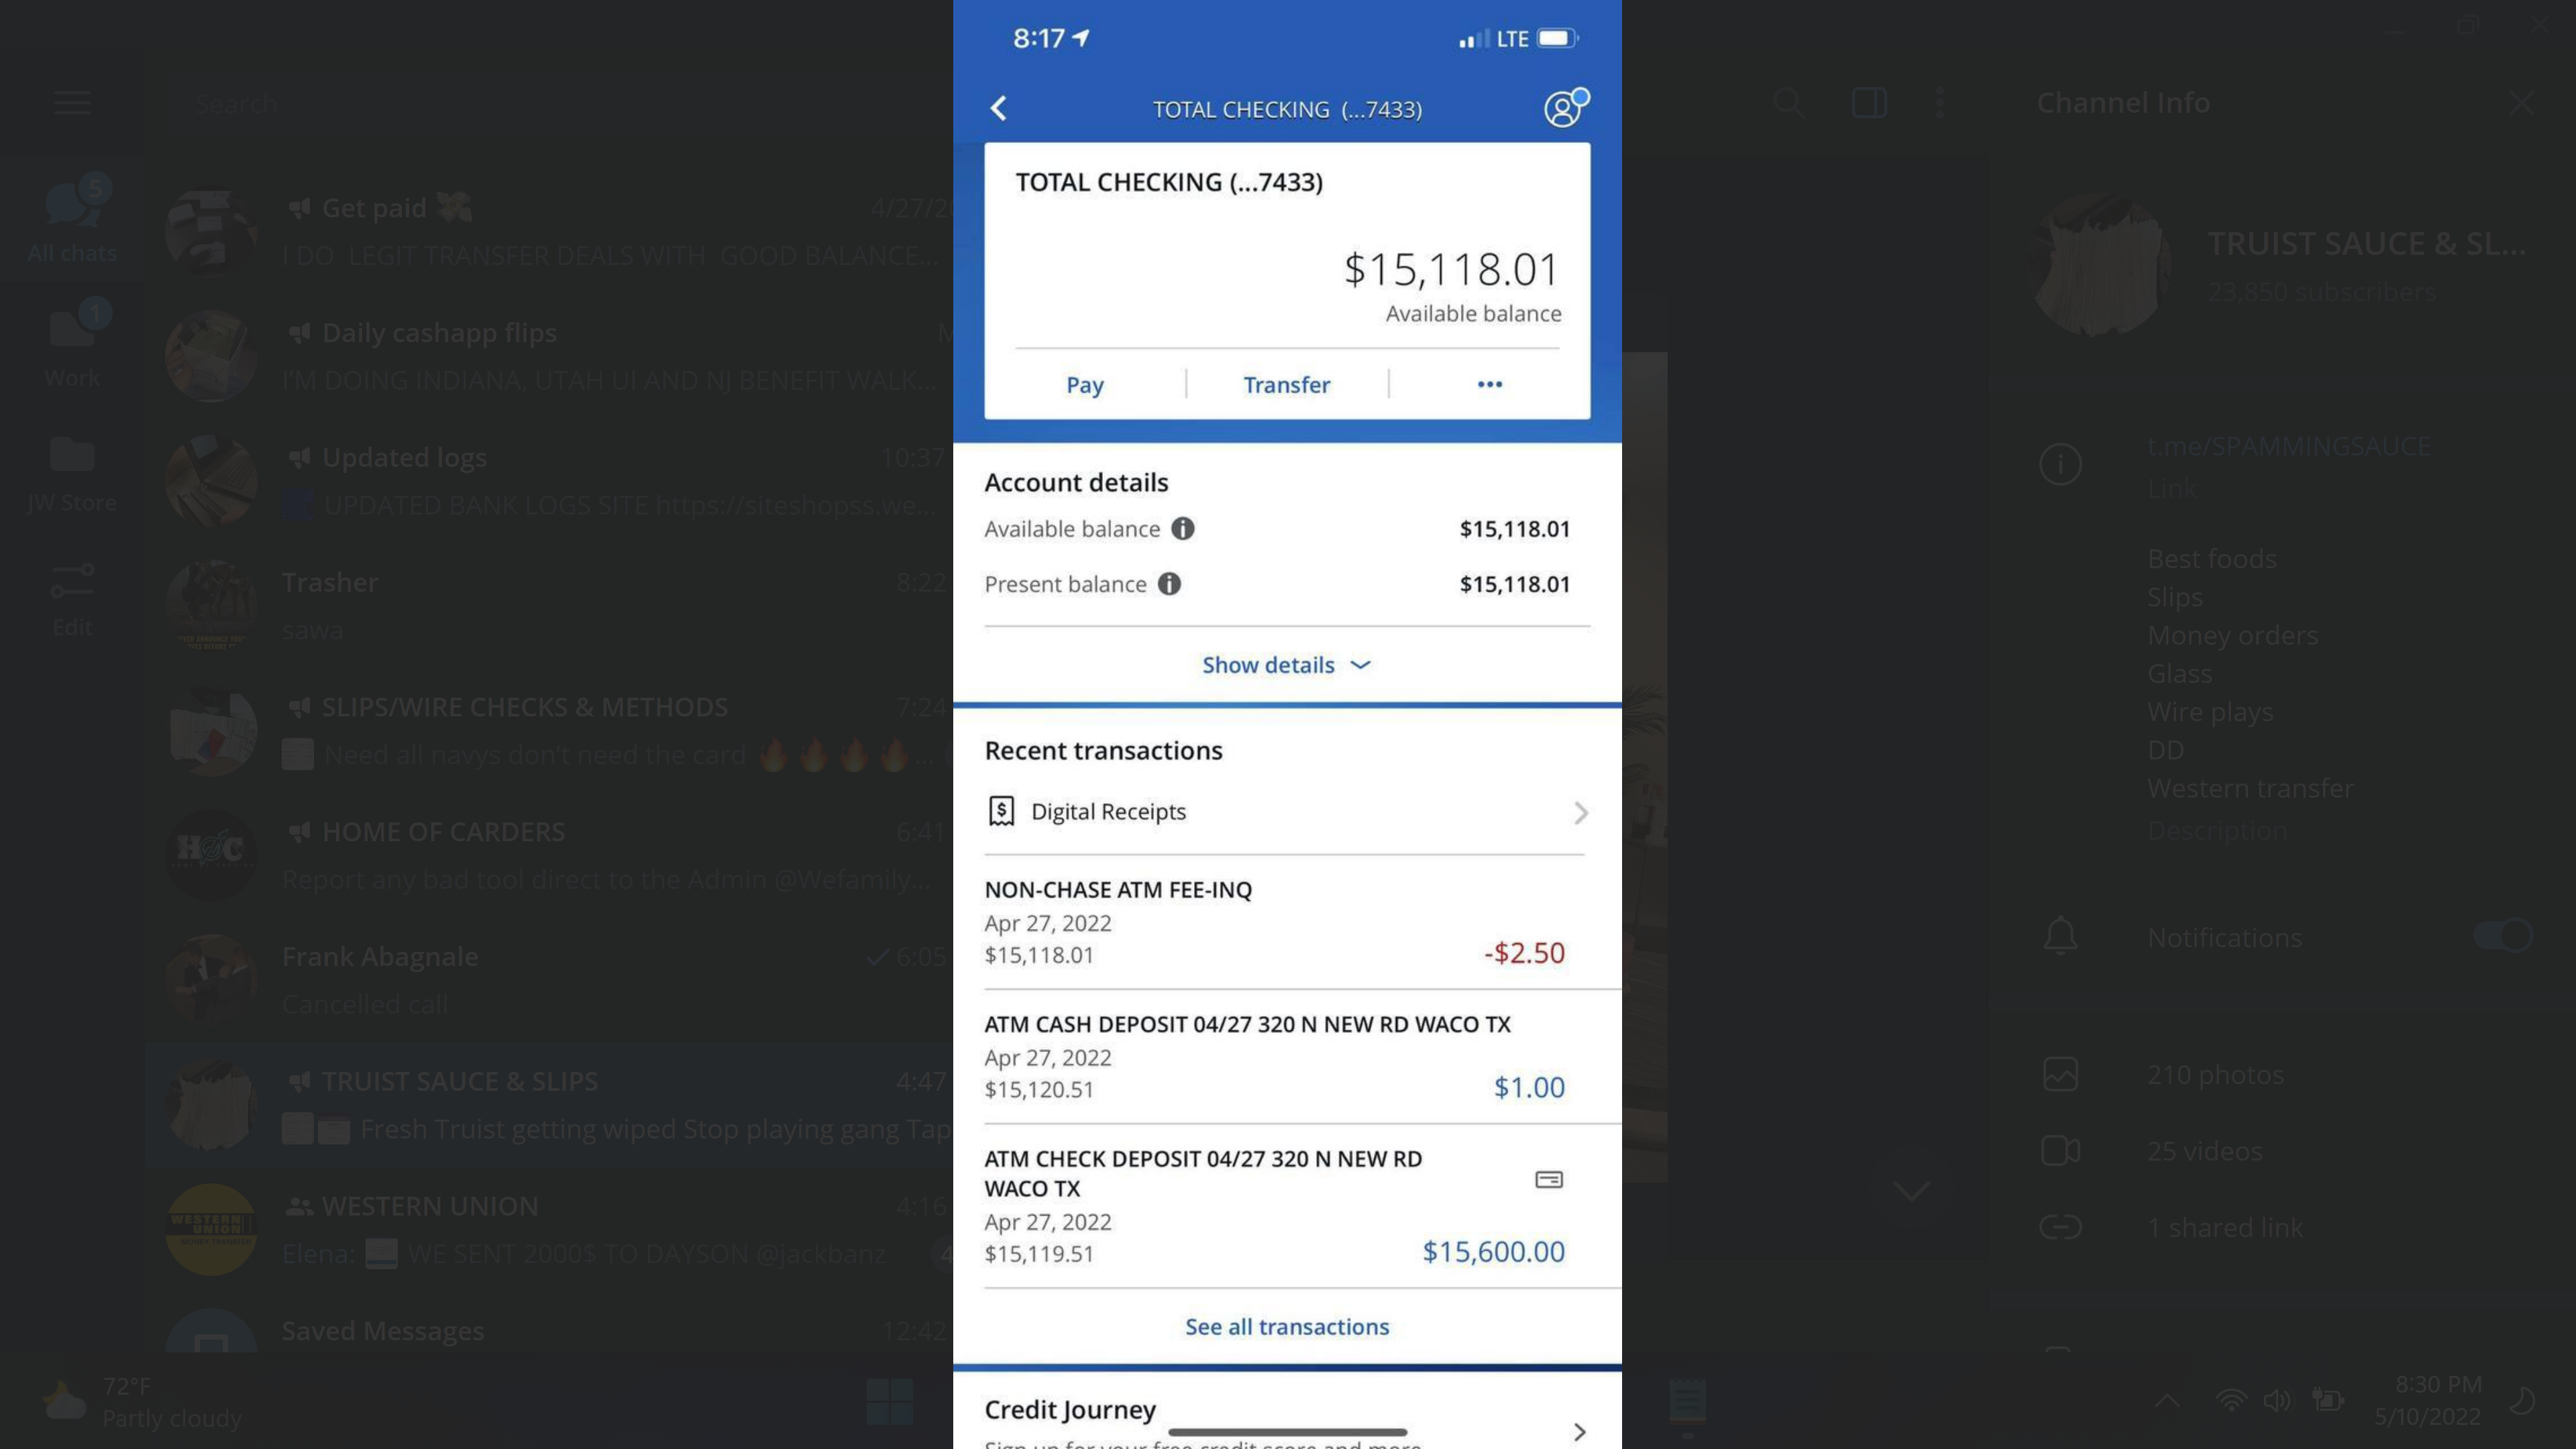 8:17
LTE
TOTAL CHECKING (...7433)
TOTAL CHECKING (...7433)
$15,118.01
Available balance
Pay
Transfer
Account details
Available balance
$15,118.01
Present balance
$15,118.01
Show details
Recent transactions
Digital Receipts
NON-CHASE ATM FEE-INQ
Apr 27, 2022
$15,118.01
-$2.50
ATM CASH DEPOSIT 04/27 320 N NEW RD WACO TX
Apr 27, 2022
$15,120.51
$1.00
ATM CHECK DEPOSIT 04/27 320 N NEW RD
WACO TX
Apr 27, 2022
$15,119.51
$15,600.00
See all transactions
Credit Journey
Sign up for your free credit score and more
Search
5
All chats
1
Work
JW Store
Edit
Get paid
4/27/20
I DO LEGIT TRANSFER DEALS WITH GOOD BALANCE...
Daily cashapp flips
I'M DOING INDIANA, UTAH UI AND NJ BENEFIT WALK...
Updated logs
10:37
UPDATED BANK LOGS SITE https://siteshopss.we...
Trasher
8:22
sawa
SLIPS/WIRE CHECKS & METHODS
7:24
Need all navys don't need the card ...
HOC
HOME OF CARDERS
6:41
Report any bad tool direct to the Admin @Wefamily...
Frank Abagnale
6:05
Cancelled call
TRUIST SAUCE & SLIPS
4:47
Fresh Truist getting wiped Stop playing gang Tap
WESTERN UNION
WESTERN UNION
4:16
Elena: WE SENT 2000$ TO DAYSON @jackbanz
4
Saved Messages
12:42
72°F
Partly cloudy
Channel Info
TRUIST SAUCE & SL...
23,850 subscribers
t.me/SPAMMINGSAUCE
Link
Best foods
Slips
Money orders
Glass
Wire plays
DD
Western transfer
Description
Notifications
210 photos
25 videos
1 shared link
8:30 PM
5/10/2022